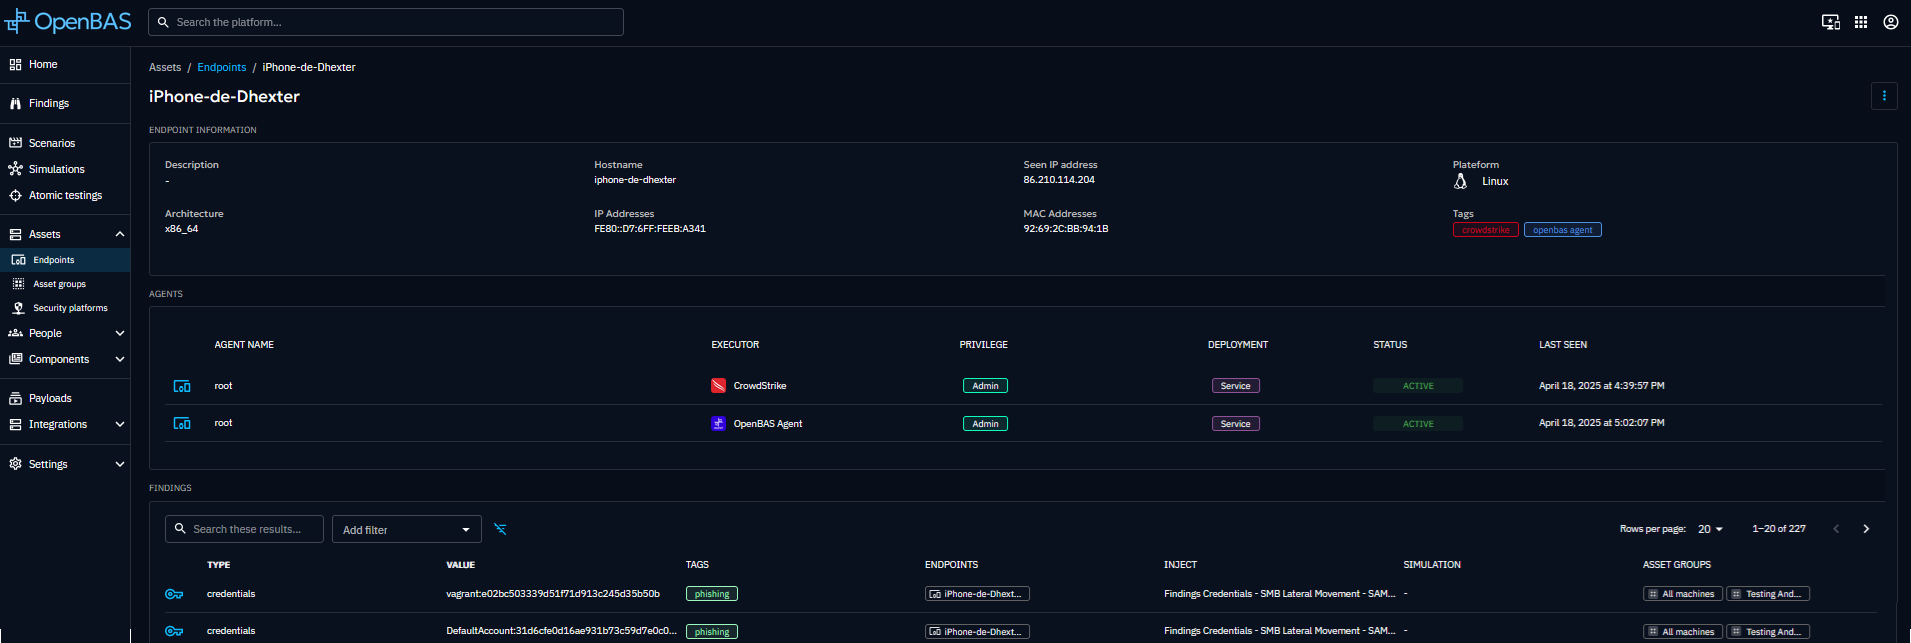 OpenBAS
Search the platform...
Home
Findings
Scenarios
Simulations
Atomic testings
Assets
Endpoints
Asset groups
Security platforms
People
Components
Payloads
Integrations
Settings
Assets / Endpoints / iPhone-de-Dhexter
iPhone-de-Dhexter
ENDPOINT INFORMATION
Description Hostname Seen IP address Plateform
- iphone-de-dhexter 86.210.114.204 Linux
Architecture IP Addresses MAC Addresses Tags
x86_64 FE80::D7:6FF:FEEB:A341 92:69:2C:BB:94:1B crowdstrike openbas agent
AGENTS
AGENT NAME EXECUTOR PRIVILEGE DEPLOYMENT STATUS LAST SEEN
root CrowdStrike Admin Service ACTIVE April 18, 2025 at 4:39:57 PM
root OpenBAS Agent Admin Service ACTIVE April 18, 2025 at 5:02:07 PM
FINDINGS
Search these results... Add filter Rows per page: 20 1–20 of 227
TYPE VALUE TAGS ENDPOINTS INJECT SIMULATION ASSET GROUPS
credentials vagrant:e02bc503339d51f71d913c245d35b50b phishing iPhone-de-Dhext... Findings Credentials - SMB Lateral Movement - SAM... - All machines Testing And...
credentials DefaultAccount:31d6cfe0d16ae931b73c59d7e0c0... phishing iPhone-de-Dhext... Findings Credentials - SMB Lateral Movement - SAM... - All machines Testing And...